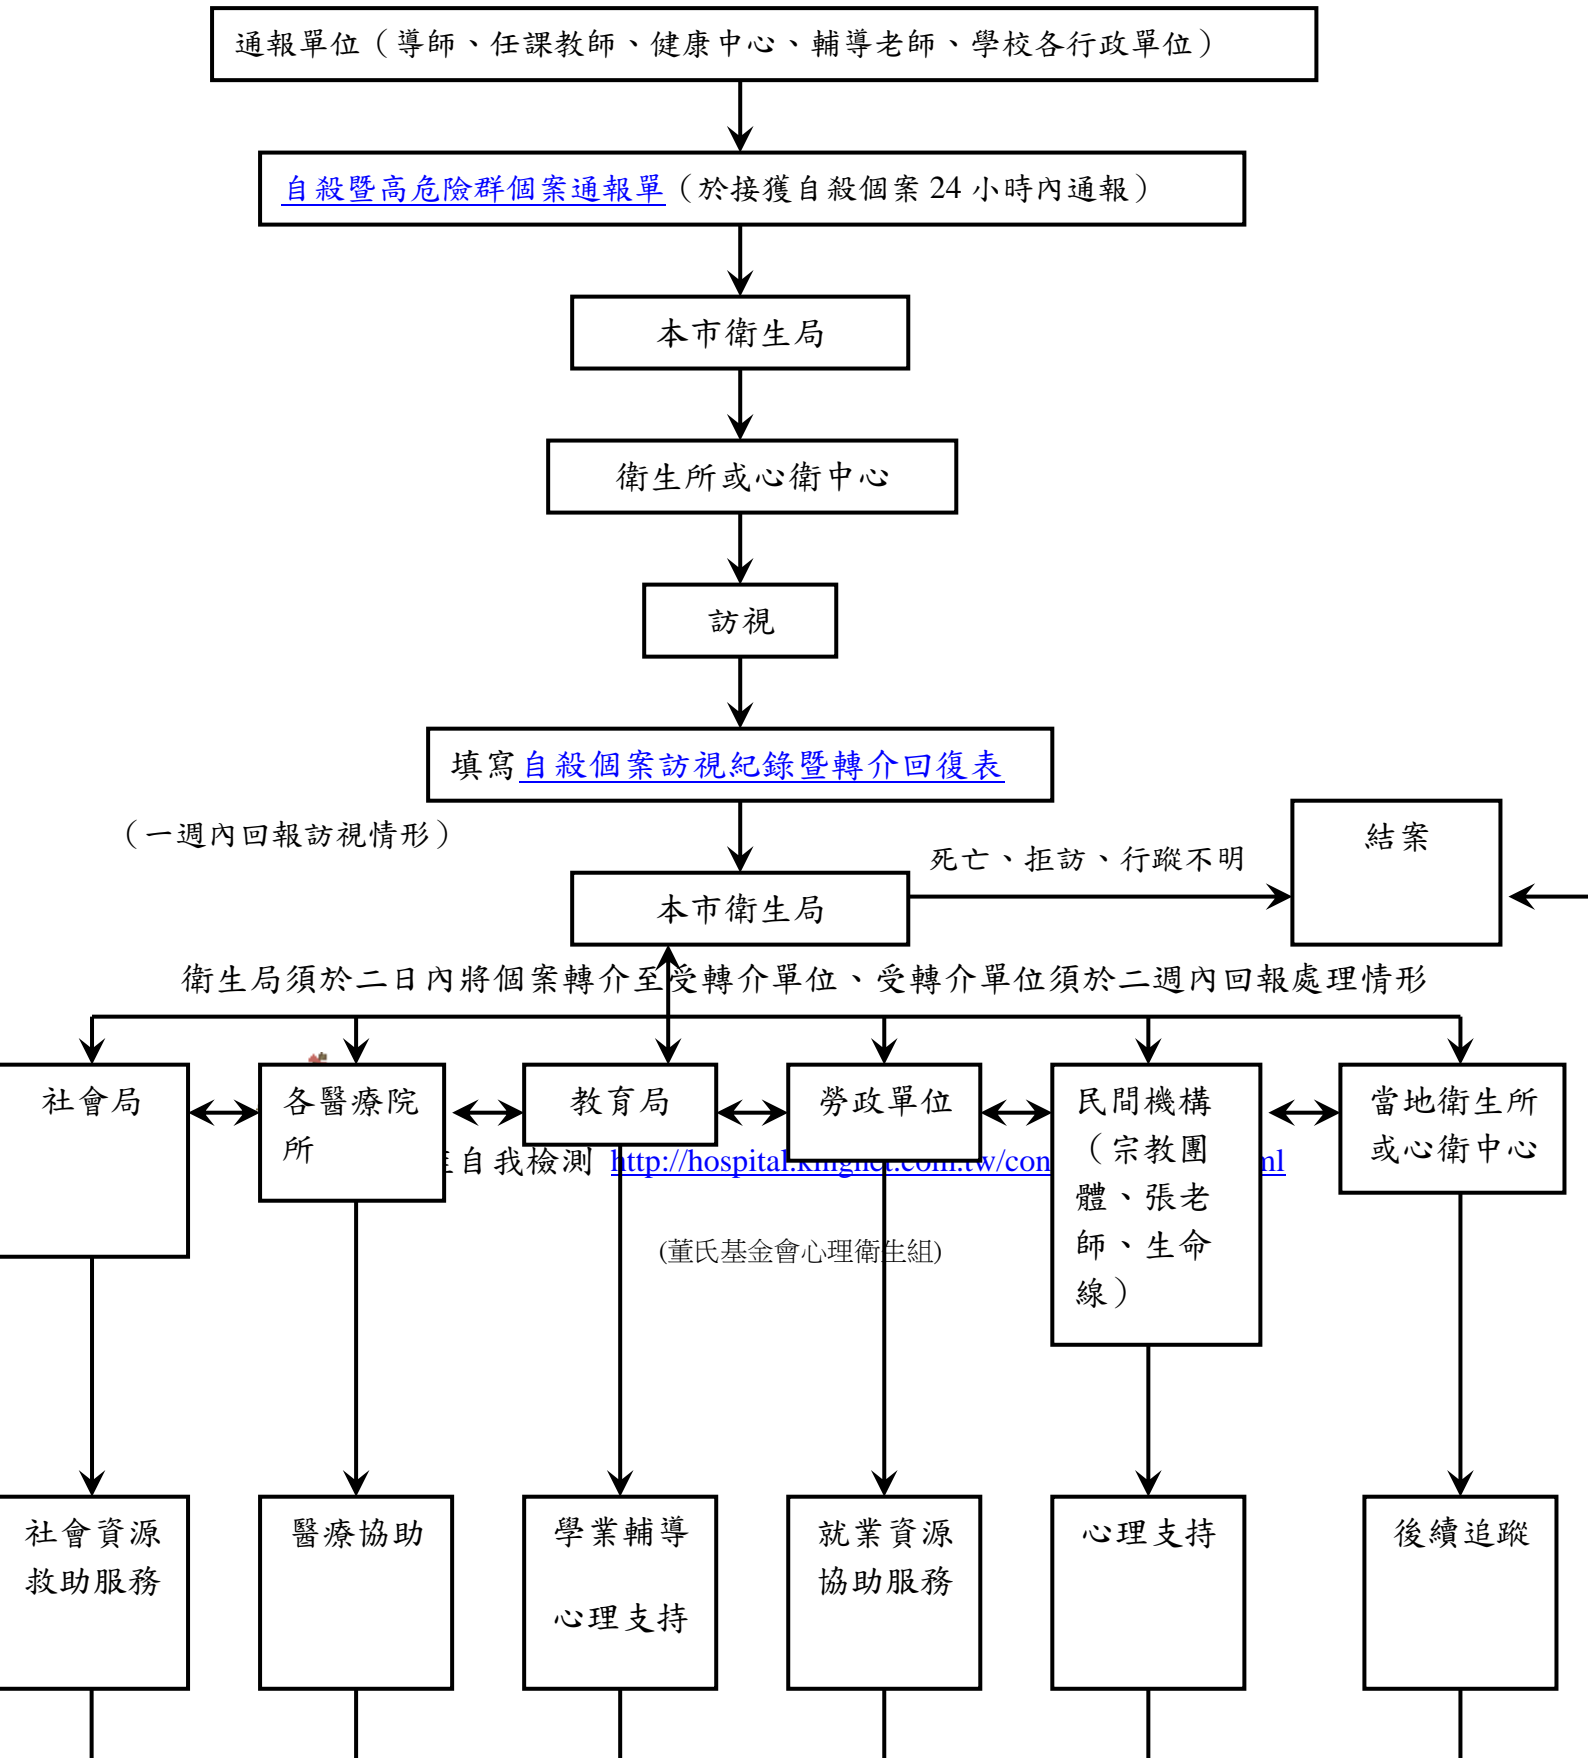 通報單位（導師、任課教師、健康中心、輔導老師、學校各行政單位）
自殺暨高危險群個案通報單（於接獲自殺個案 24 小時內通報）
本市衛生局
衛生所或心衛中心
訪視
填寫自殺個案訪視紀錄暨轉介回復表
（一週內回報訪視情形）
死亡、拒訪、行蹤不明
結案
本市衛生局
衛生局須於二日內將個案轉介至受轉介單位、受轉介單位須於二週內回報處理情形
社會局
各醫療院
所
教育局
勞政單位
民間機構
（宗教團
體、張老
師、生命
線）
當地衛生所
或心衛中心
自我檢測 http://hospital.kingnet.com.tw/con
ml
(董氏基金會心理衛生組)
社會資源
救助服務
醫療協助
學業輔導
心理支持
就業資源
協助服務
心理支持
後續追蹤